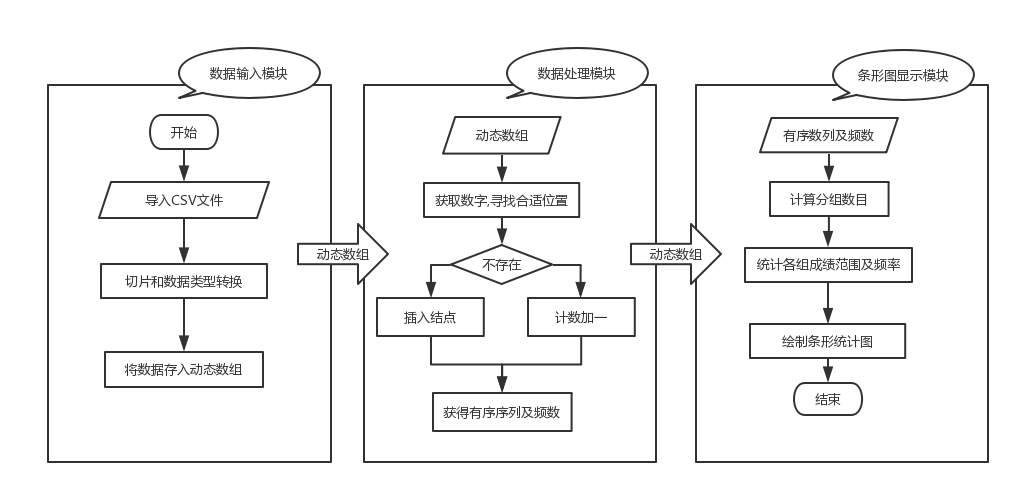 数据输入模块
开始
导入CSV文件
切片和数据类型转换
将数据存入动态数组
动态数组
数据处理模块
动态数组
获取数字,寻找合适位置
不存在
插入结点
计数加一
获得有序序列及频数
动态数组
条形图显示模块
有序数列及频数
计算分组数目
统计各组成绩范围及频率
绘制条形统计图
结束